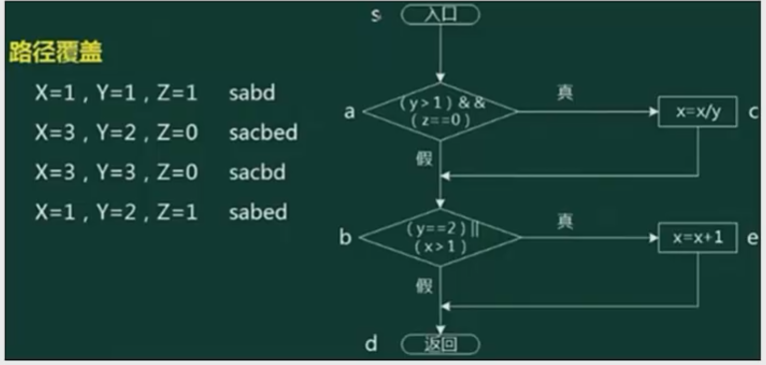 路径覆盖
X=1 , Y=1 , Z=1 sabd
X=3 , Y=2 , Z=0 sacbed
X=3 , Y=3 , Z=0 sacbd
X=1 , Y=2 , Z=1 sabed
s 入口
a (y>1)&&
(z==0)
真
x=x/y c
假
b (y==2)||
(x>1)
真
x=x+1 e
假
d 返回